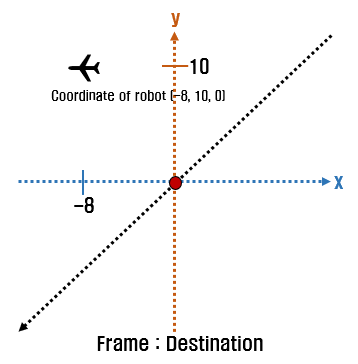 y
10
Coordinate of robot (-8, 10, 0)
x
-8
Frame : Destination